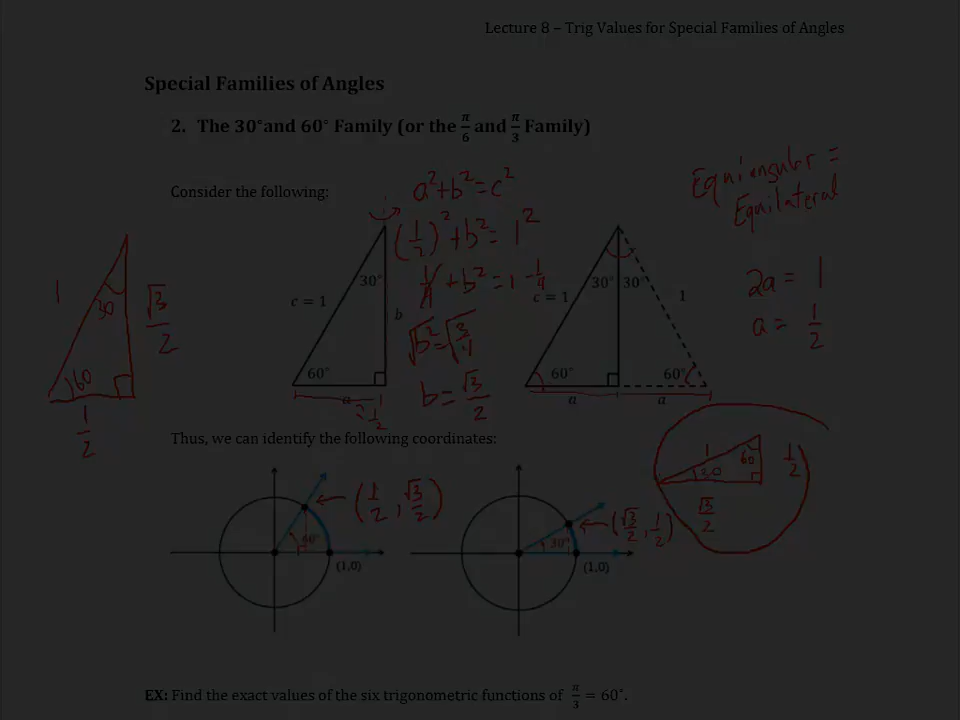 Lecture 8 – Trig Values for Special Families of Angles
Special Families of Angles
2. The 30° and 60° Family (or the π/6 and π/3 Family)
Consider the following:
a² + b² = c²
(1/2)² + b² = 1²
1/4 + b² = 1 - 1/4
√b² = √3/4
b = √3/2
Equiangular =
Equilateral
2a = 1
a = 1/2
1
30
√3/2
60
1/2
30°
c = 1
b
60°
a
= 1/2
30° 30°
c = 1
1
60°
60°
a
a
Thus, we can identify the following coordinates:
(1/2, √3/2)
60°
(1,0)
(√3/2, 1/2)
30°
(1,0)
1
60
30
1/2
√3/2
EX: Find the exact values of the six trigonometric functions of π/3 = 60°.